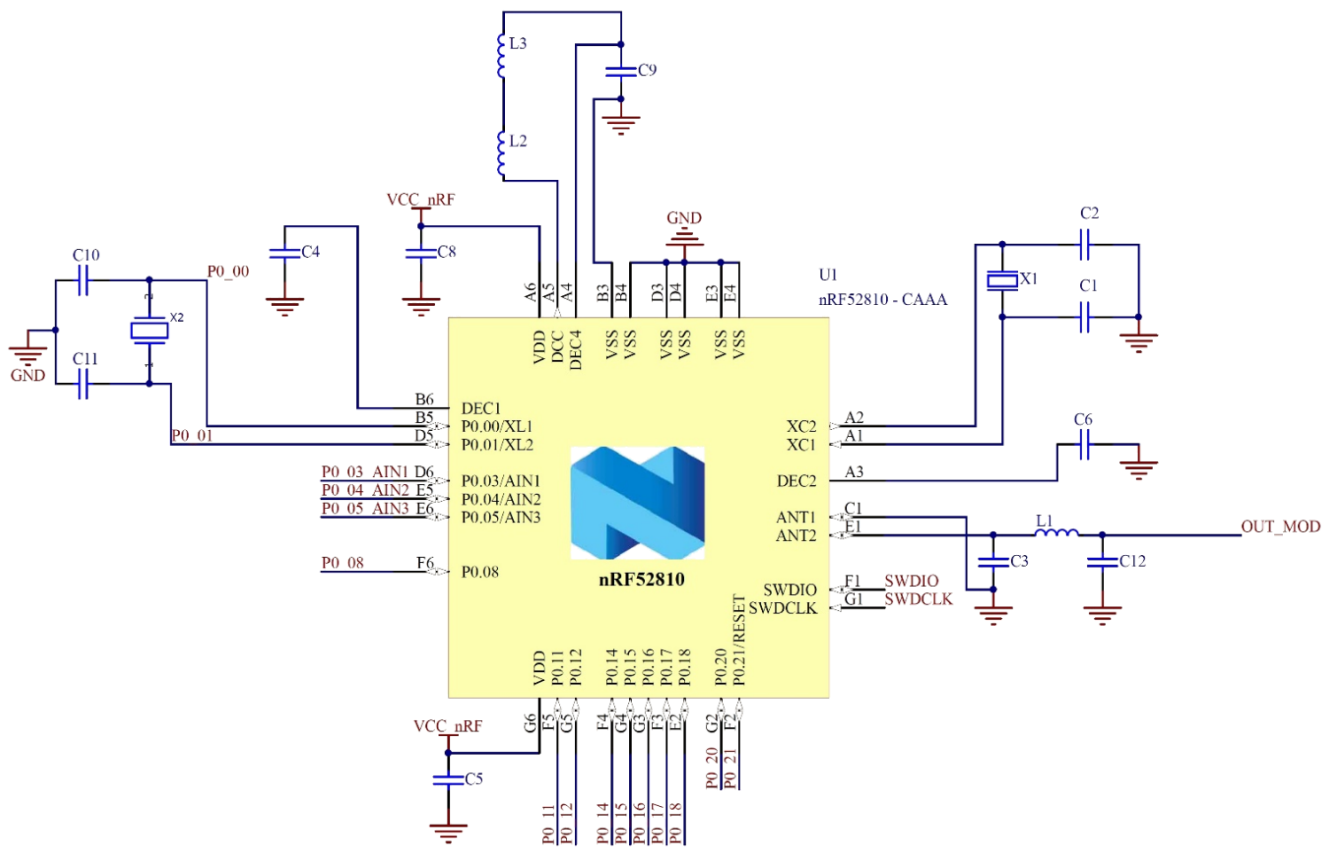 L3
C9
L2
VCC_nRF
C4
C8
GND
C2
C10
P0_00
U1
nRF52810 - CAAA
X1
C1
2
X2
1
C11
GND
P0_01
A6
A5
A4
B3
B4
D3
D4
E3
E4
VDD
DCC
DEC4
VSS
VSS
VSS
VSS
VSS
VSS
B6
DEC1
B5
P0.00/XL1
D5
P0.01/XL2
P0_03_AIN1
D6
P0.03/AIN1
P0_04_AIN2
E5
P0.04/AIN2
P0_05_AIN3
E6
P0.05/AIN3
P0_08
F6
P0.08
nRF52810
XC2
A2
XC1
A1
C6
DEC2
A3
ANT1
C1
ANT2
E1
L1
OUT_MOD
C3
C12
SWDIO
F1
SWDIO
SWDCLK
G1
SWDCLK
VDD
P0.11
P0.12
P0.14
P0.15
P0.16
P0.17
P0.18
P0.20
P0.21/RESET
G6
F5
G5
F4
G4
G3
F3
E2
G2
F2
VCC_nRF
C5
P0_11
P0_12
P0_14
P0_15
P0_16
P0_17
P0_18
P0_20
P0_21